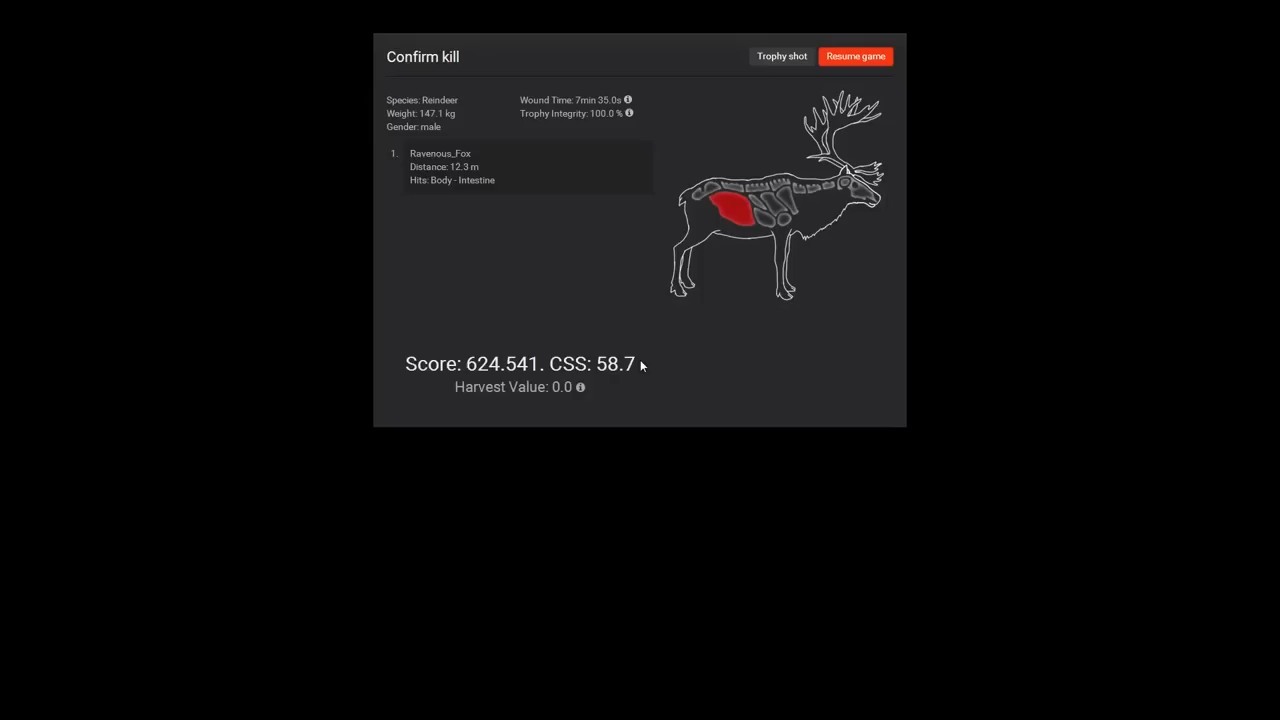 Confirm kill
Trophy shot
Resume game
Species: Reindeer
Weight: 147.1 kg
Gender: male
Wound Time: 7min 35.0s
Trophy Integrity: 100.0 %
1.
Ravenous_Fox
Distance: 12.3 m
Hits: Body - Intestine
Score: 624.541. CSS: 58.7
Harvest Value: 0.0